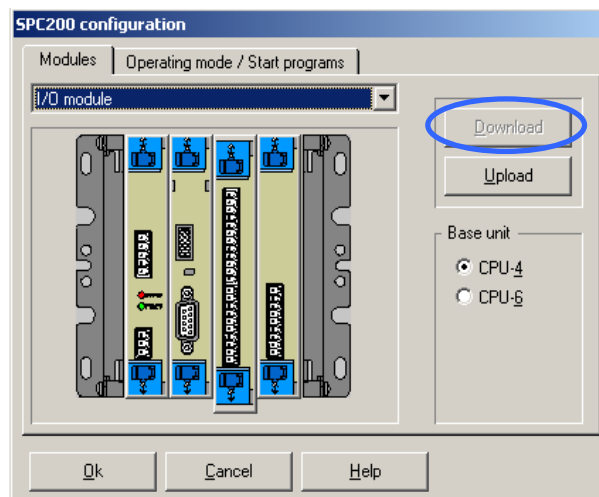 SPC200 configuration
Modules
Operating mode / Start programs
I/O module
Download
Upload
Base unit
CPU-4
CPU-6
Ok
Cancel
Help